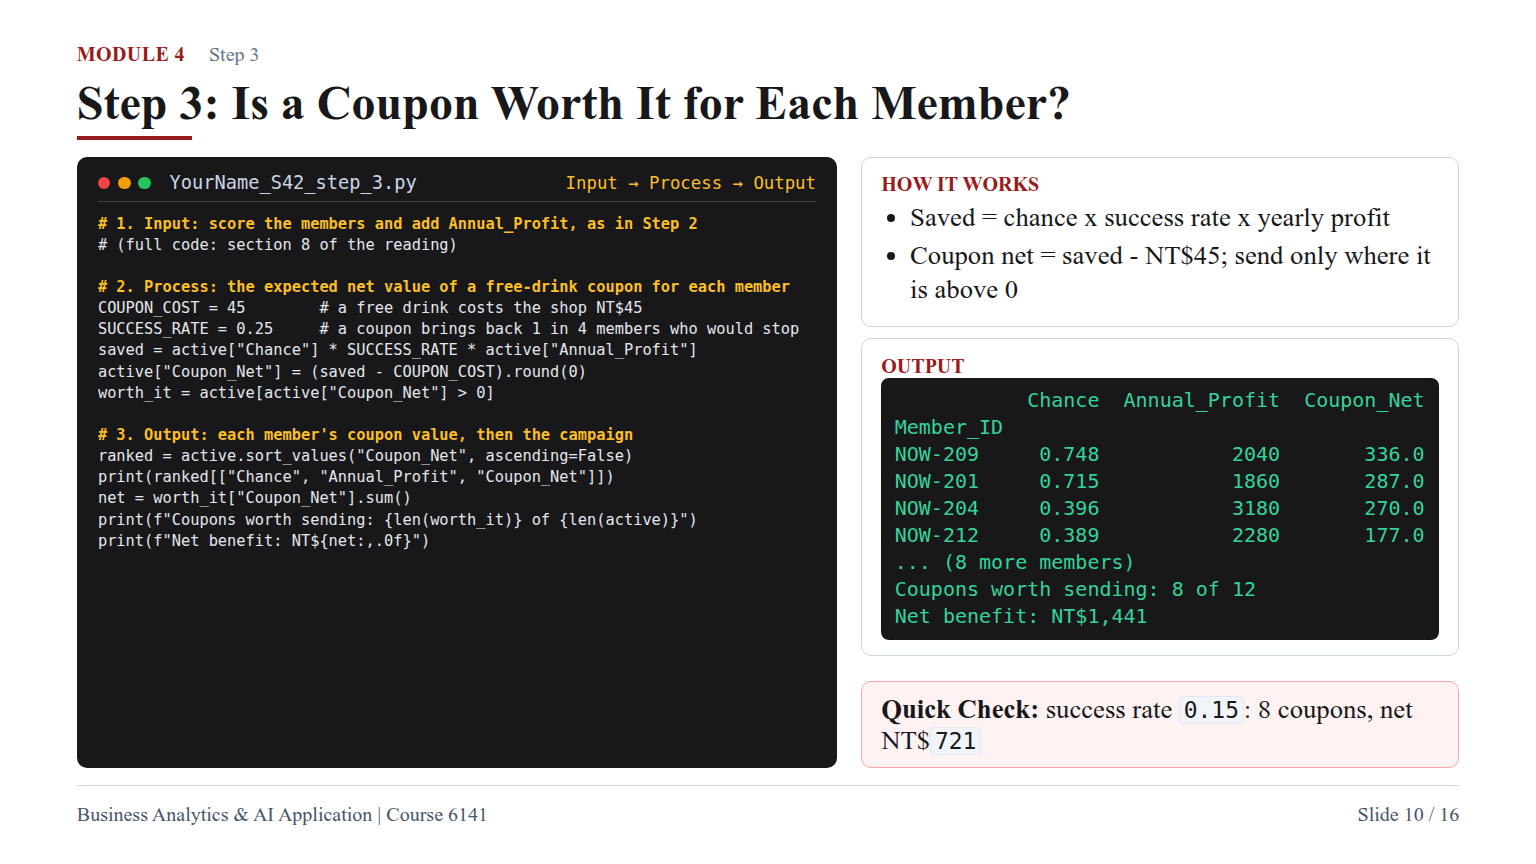 MODULE 4 Step 3
Step 3: Is a Coupon Worth It for Each Member?
YourName_S42_step_3.py Input → Process → Output
# 1. Input: score the members and add Annual_Profit, as in Step 2
# (full code: section 8 of the reading)
# 2. Process: the expected net value of a free-drink coupon for each member
COUPON_COST = 45        # a free drink costs the shop NT$45
SUCCESS_RATE = 0.25     # a coupon brings back 1 in 4 members who would stop
saved = active["Chance"] * SUCCESS_RATE * active["Annual_Profit"]
active["Coupon_Net"] = (saved - COUPON_COST).round(0)
worth_it = active[active["Coupon_Net"] > 0]
# 3. Output: each member's coupon value, then the campaign
ranked = active.sort_values("Coupon_Net", ascending=False)
print(ranked[["Chance", "Annual_Profit", "Coupon_Net"]])
net = worth_it["Coupon_Net"].sum()
print(f"Coupons worth sending: {len(worth_it)} of {len(active)}")
print(f"Net benefit: NT${net:,.0f}")
HOW IT WORKS
• Saved = chance x success rate x yearly profit
• Coupon net = saved - NT$45; send only where it
is above 0
OUTPUT
Chance  Annual_Profit  Coupon_Net
Member_ID
NOW-209     0.748           2040       336.0
NOW-201     0.715           1860       287.0
NOW-204     0.396           3180       270.0
NOW-212     0.389           2280       177.0
... (8 more members)
Coupons worth sending: 8 of 12
Net benefit: NT$1,441
Quick Check: success rate 0.15: 8 coupons, net
NT$721
Business Analytics & AI Application | Course 6141
Slide 10 / 16